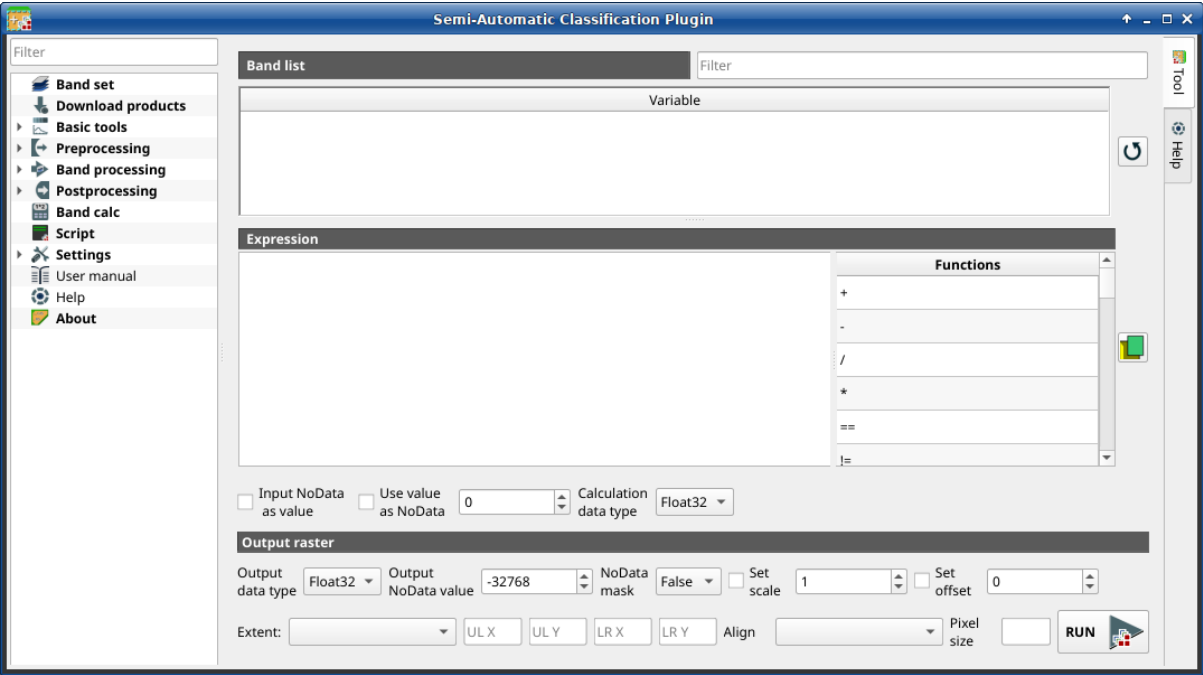 Semi-Automatic Classification Plugin
Filter
Band set
Download products
Basic tools
Preprocessing
Band processing
Postprocessing
Band calc
Script
Settings
User manual
Help
About
Band list
Filter
Variable
Expression
Functions
+
-
/
*
==
!=
Input NoData
as value
Use value
as NoData
0
Calculation
data type
Float32
Output raster
Output
data type
Float32
Output
NoData value
-32768
NoData
mask
False
Set
scale
1
Set
offset
0
Extent:
UL X
UL Y
LR X
LR Y
Align
Pixel
size
RUN
Tool
Help